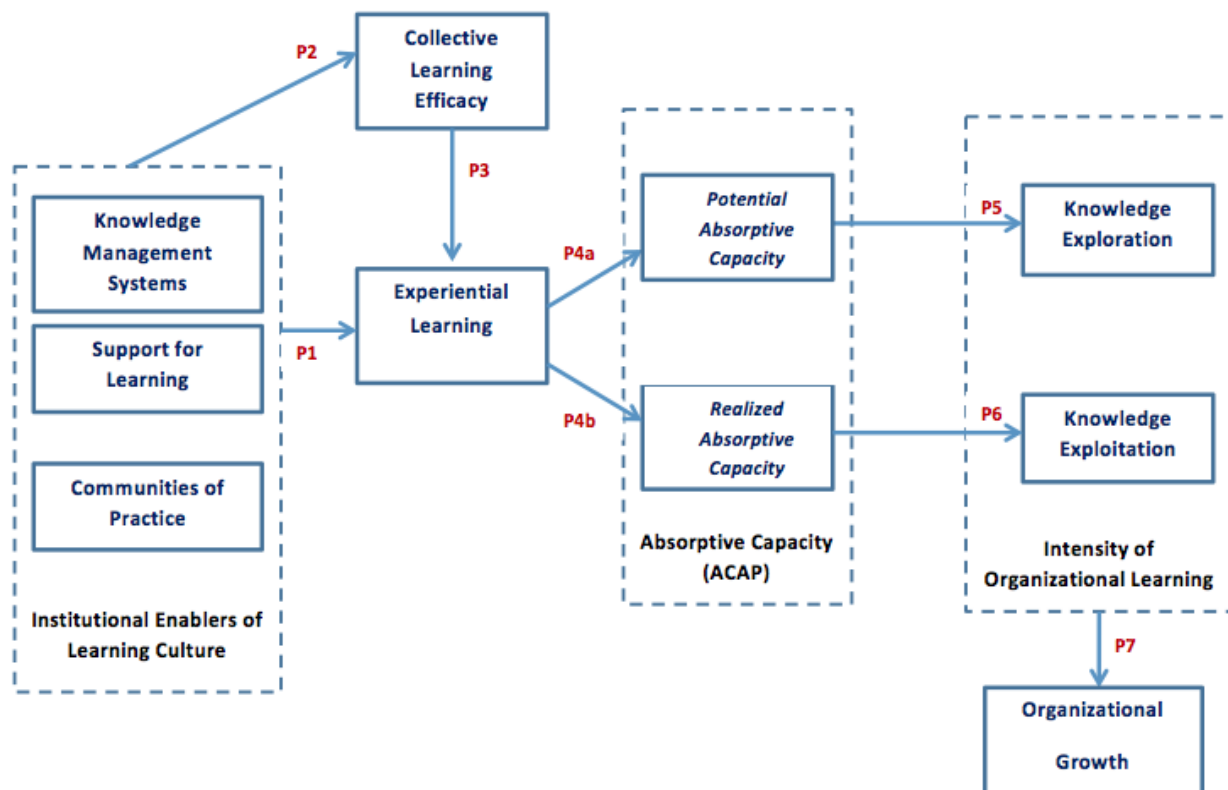 P2
Collective
Learning
Efficacy
P3
Knowledge
Management
Systems
Support for
Learning
Communities of
Practice
Institutional Enablers of
Learning Culture
P1
Experiential
Learning
P4a
P4b
Potential
Absorptive
Capacity
Realized
Absorptive
Capacity
Absorptive Capacity
(ACAP)
P5
Knowledge
Exploration
P6
Knowledge
Exploitation
Intensity of
Organizational Learning
P7
Organizational
Growth